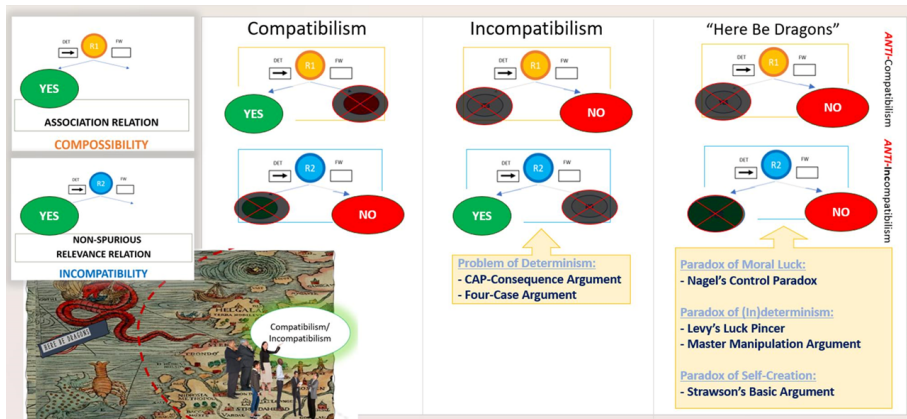 DET
R1
FW
YES
ASSOCIATION RELATION
COMPOSSIBILITY
DET
R2
FW
YES
NON-SPURIOUS
RELEVANCE RELATION
INCOMPATIBILITY
HERE BE DRAGONS
HELGALA
Compatibilism/
Incompatibilism
Compatibilism
DET
R1
FW
YES
DET
R2
FW
NO
Incompatibilism
DET
R1
FW
NO
DET
R2
FW
YES
Problem of Determinism:
- CAP-Consequence Argument
- Four-Case Argument
“Here Be Dragons”
DET
R1
FW
NO
ANTI-Compatibilism
DET
R2
FW
NO
ANTI-Incompatibilism
Paradox of Moral Luck:
- Nagel’s Control Paradox
Paradox of (In)determinism:
- Levy’s Luck Pincer
- Master Manipulation Argument
Paradox of Self-Creation:
- Strawson’s Basic Argument